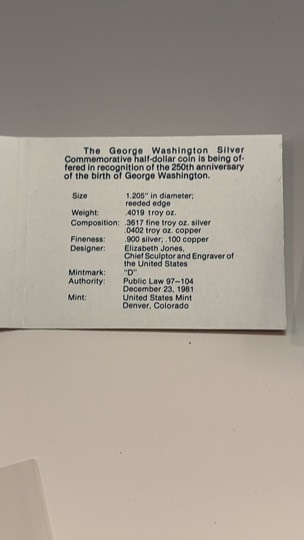 The George Washington Silver
Commemorative half-dollar coin is being of-
fered in recognition of the 250th anniversary
of the birth of George Washington.
Size 1.205" in diameter;
reeded edge
Weight: .4019 troy oz.
Composition: .3617 fine troy oz. silver
.0402 troy oz. copper
Fineness: .900 silver; .100 copper
Designer: Elizabeth Jones,
Chief Sculptor and Engraver of
the United States
Mintmark: "D"
Authority: Public Law 97-104
December 23, 1981
Mint: United States Mint
Denver, Colorado